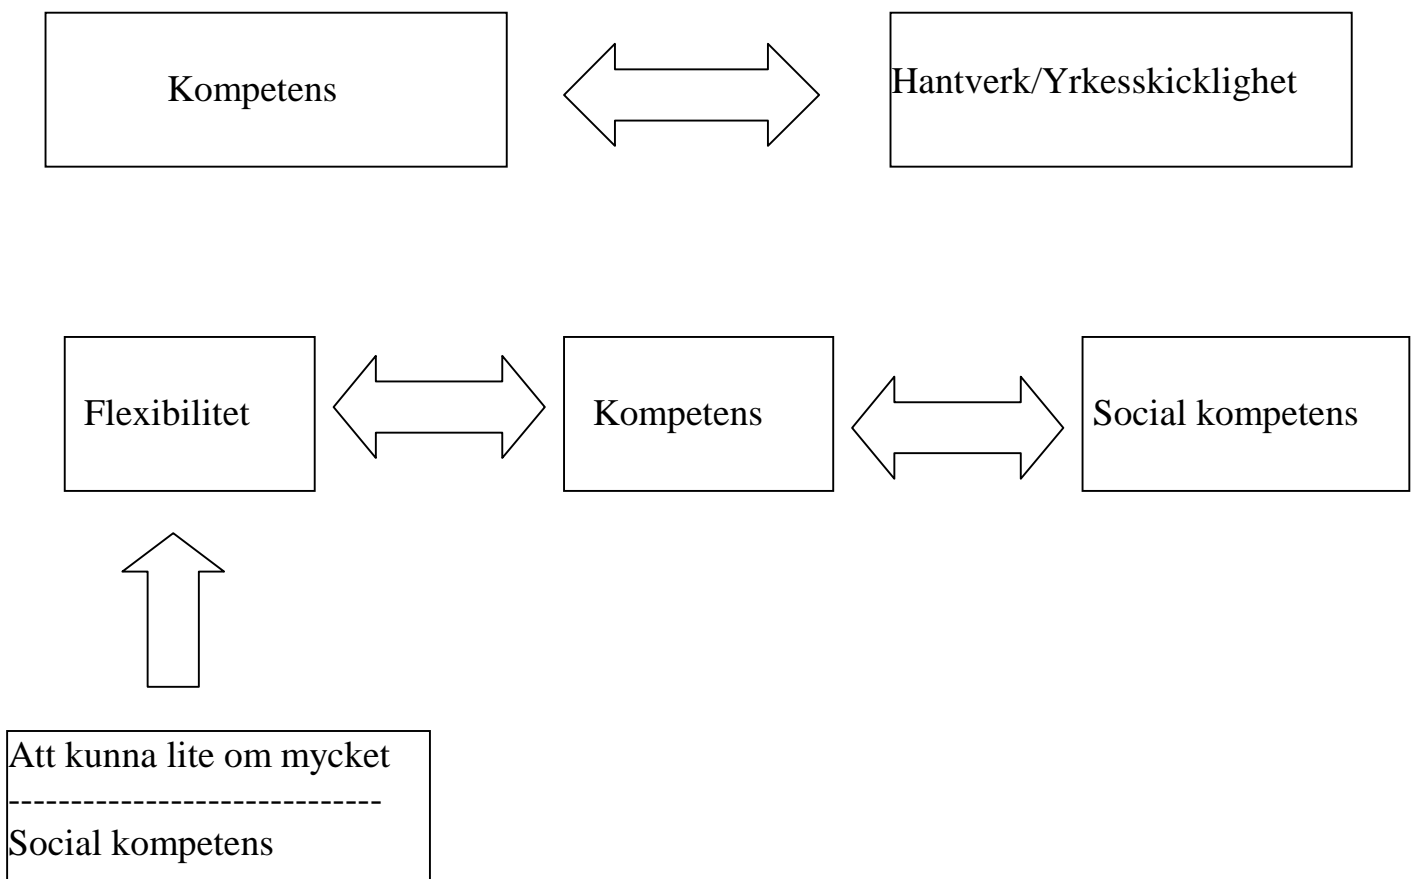 Kompetens
Hantverk/Yrkesskicklighet
Flexibilitet
Kompetens
Social kompetens
Att kunna lite om mycket
------------------------------
Social kompetens